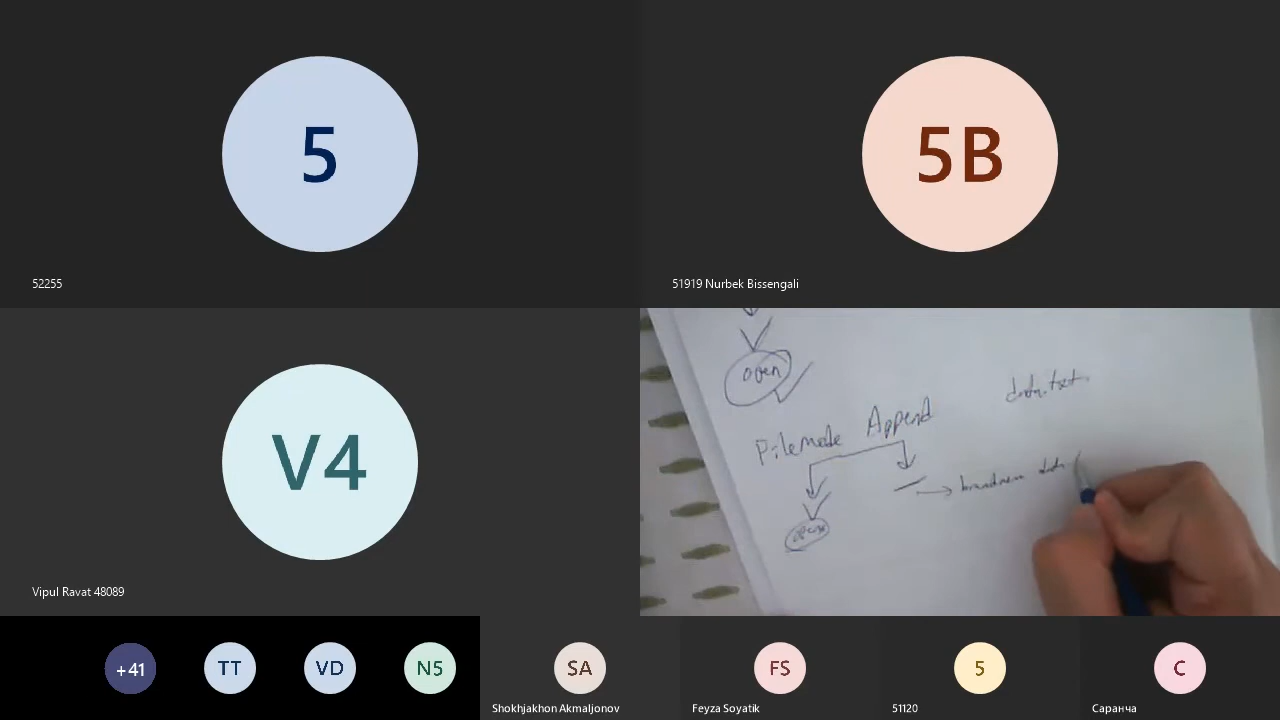 5
5B
52255
51919 Nurbek Bissengali
V4
Vipul Ravat 48089
open
data.txt
Filemode Append
open
+41
TT
VD
N5
SA
FS
5
C
Shokhjakhon Akmaljonov
Feyza Soyatik
51120
Саранча